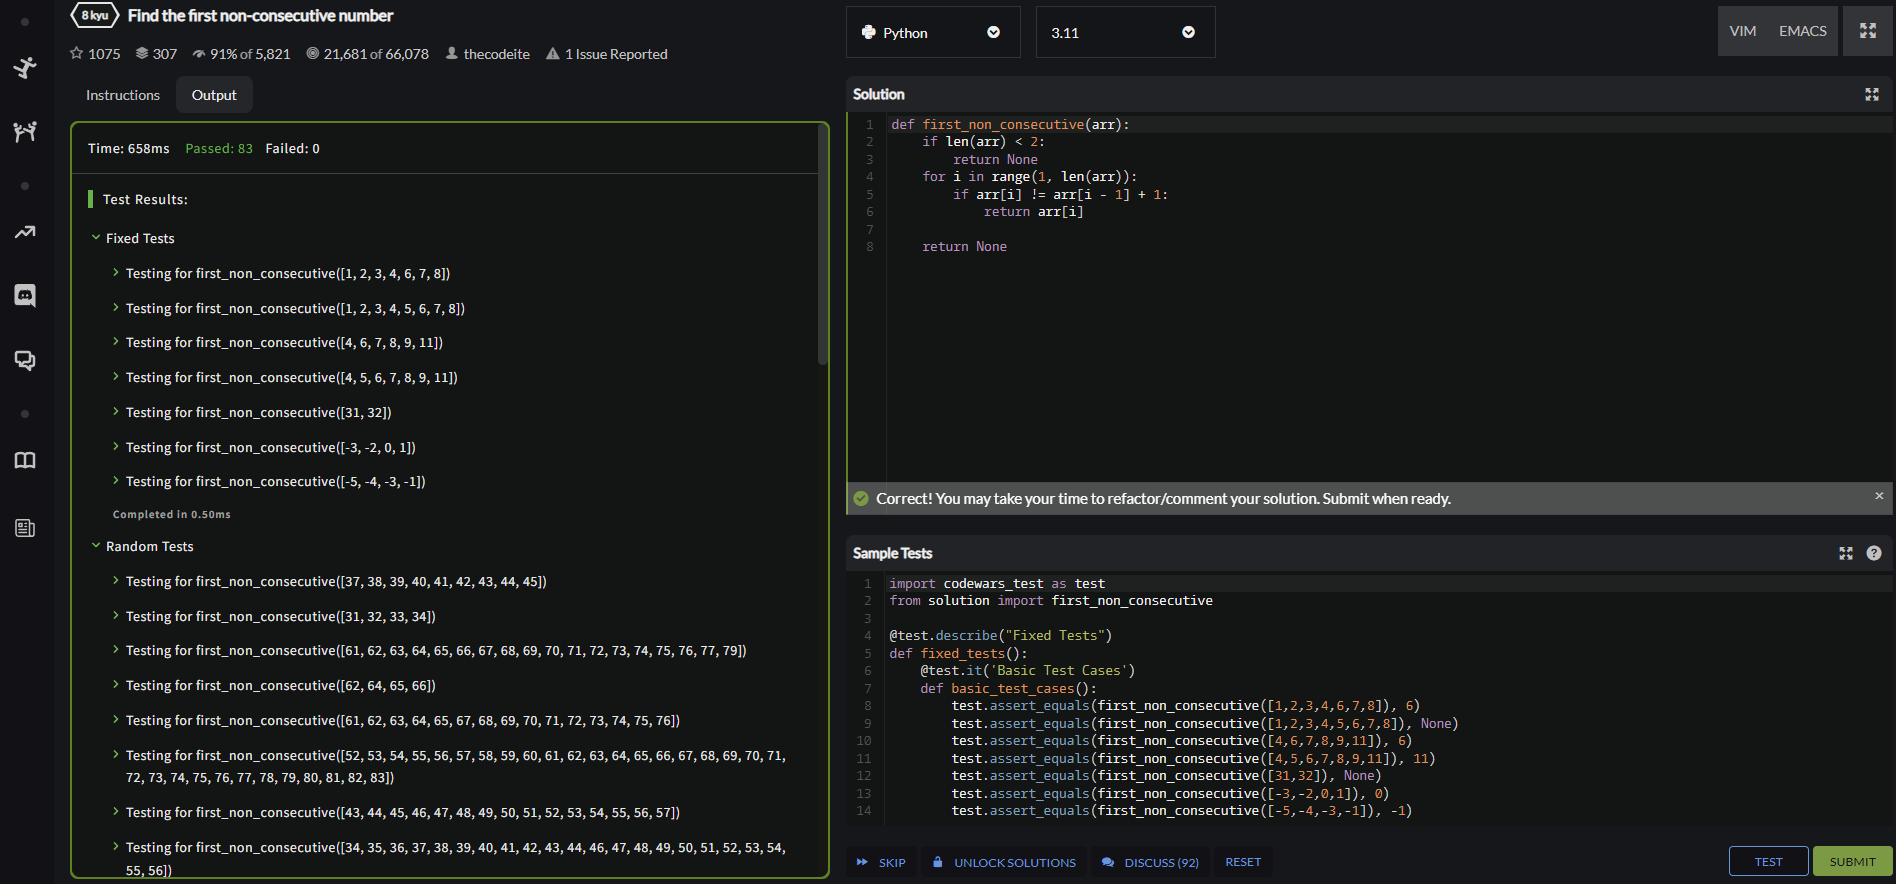 8 kyu Find the first non-consecutive number
1075 307 91% of 5,821 21,681 of 66,078 thecodeite 1 Issue Reported
Instructions Output
Time: 658ms Passed: 83 Failed: 0
Test Results:
Fixed Tests
Testing for first_non_consecutive([1, 2, 3, 4, 6, 7, 8])
Testing for first_non_consecutive([1, 2, 3, 4, 5, 6, 7, 8])
Testing for first_non_consecutive([4, 6, 7, 8, 9, 11])
Testing for first_non_consecutive([4, 5, 6, 7, 8, 9, 11])
Testing for first_non_consecutive([31, 32])
Testing for first_non_consecutive([-3, -2, 0, 1])
Testing for first_non_consecutive([-5, -4, -3, -1])
Completed in 0.50ms
Random Tests
Testing for first_non_consecutive([37, 38, 39, 40, 41, 42, 43, 44, 45])
Testing for first_non_consecutive([31, 32, 33, 34])
Testing for first_non_consecutive([61, 62, 63, 64, 65, 66, 67, 68, 69, 70, 71, 72, 73, 74, 75, 76, 77, 79])
Testing for first_non_consecutive([62, 64, 65, 66])
Testing for first_non_consecutive([61, 62, 63, 64, 65, 67, 68, 69, 70, 71, 72, 73, 74, 75, 76])
Testing for first_non_consecutive([52, 53, 54, 55, 56, 57, 58, 59, 60, 61, 62, 63, 64, 65, 66, 67, 68, 69, 70, 71,
72, 73, 74, 75, 76, 77, 78, 79, 80, 81, 82, 83])
Testing for first_non_consecutive([43, 44, 45, 46, 47, 48, 49, 50, 51, 52, 53, 54, 55, 56, 57])
Testing for first_non_consecutive([34, 35, 36, 37, 38, 39, 40, 41, 42, 43, 44, 46, 47, 48, 49, 50, 51, 52, 53, 54,
55, 56])
Python 3.11 VIM EMACS
Solution
1 def first_non_consecutive(arr):
2 if len(arr) < 2:
3 return None
4 for i in range(1, len(arr)):
5 if arr[i] != arr[i - 1] + 1:
6 return arr[i]
7
8 return None
Correct! You may take your time to refactor/comment your solution. Submit when ready. ×
Sample Tests ?
1 import codewars_test as test
2 from solution import first_non_consecutive
3
4 @test.describe("Fixed Tests")
5 def fixed_tests():
6 @test.it('Basic Test Cases')
7 def basic_test_cases():
8 test.assert_equals(first_non_consecutive([1,2,3,4,6,7,8]), 6)
9 test.assert_equals(first_non_consecutive([1,2,3,4,5,6,7,8]), None)
10 test.assert_equals(first_non_consecutive([4,6,7,8,9,11]), 6)
11 test.assert_equals(first_non_consecutive([4,5,6,7,8,9,11]), 11)
12 test.assert_equals(first_non_consecutive([31,32]), None)
13 test.assert_equals(first_non_consecutive([-3,-2,0,1]), 0)
14 test.assert_equals(first_non_consecutive([-5,-4,-3,-1]), -1)
SKIP UNLOCK SOLUTIONS DISCUSS (92) RESET TEST SUBMIT